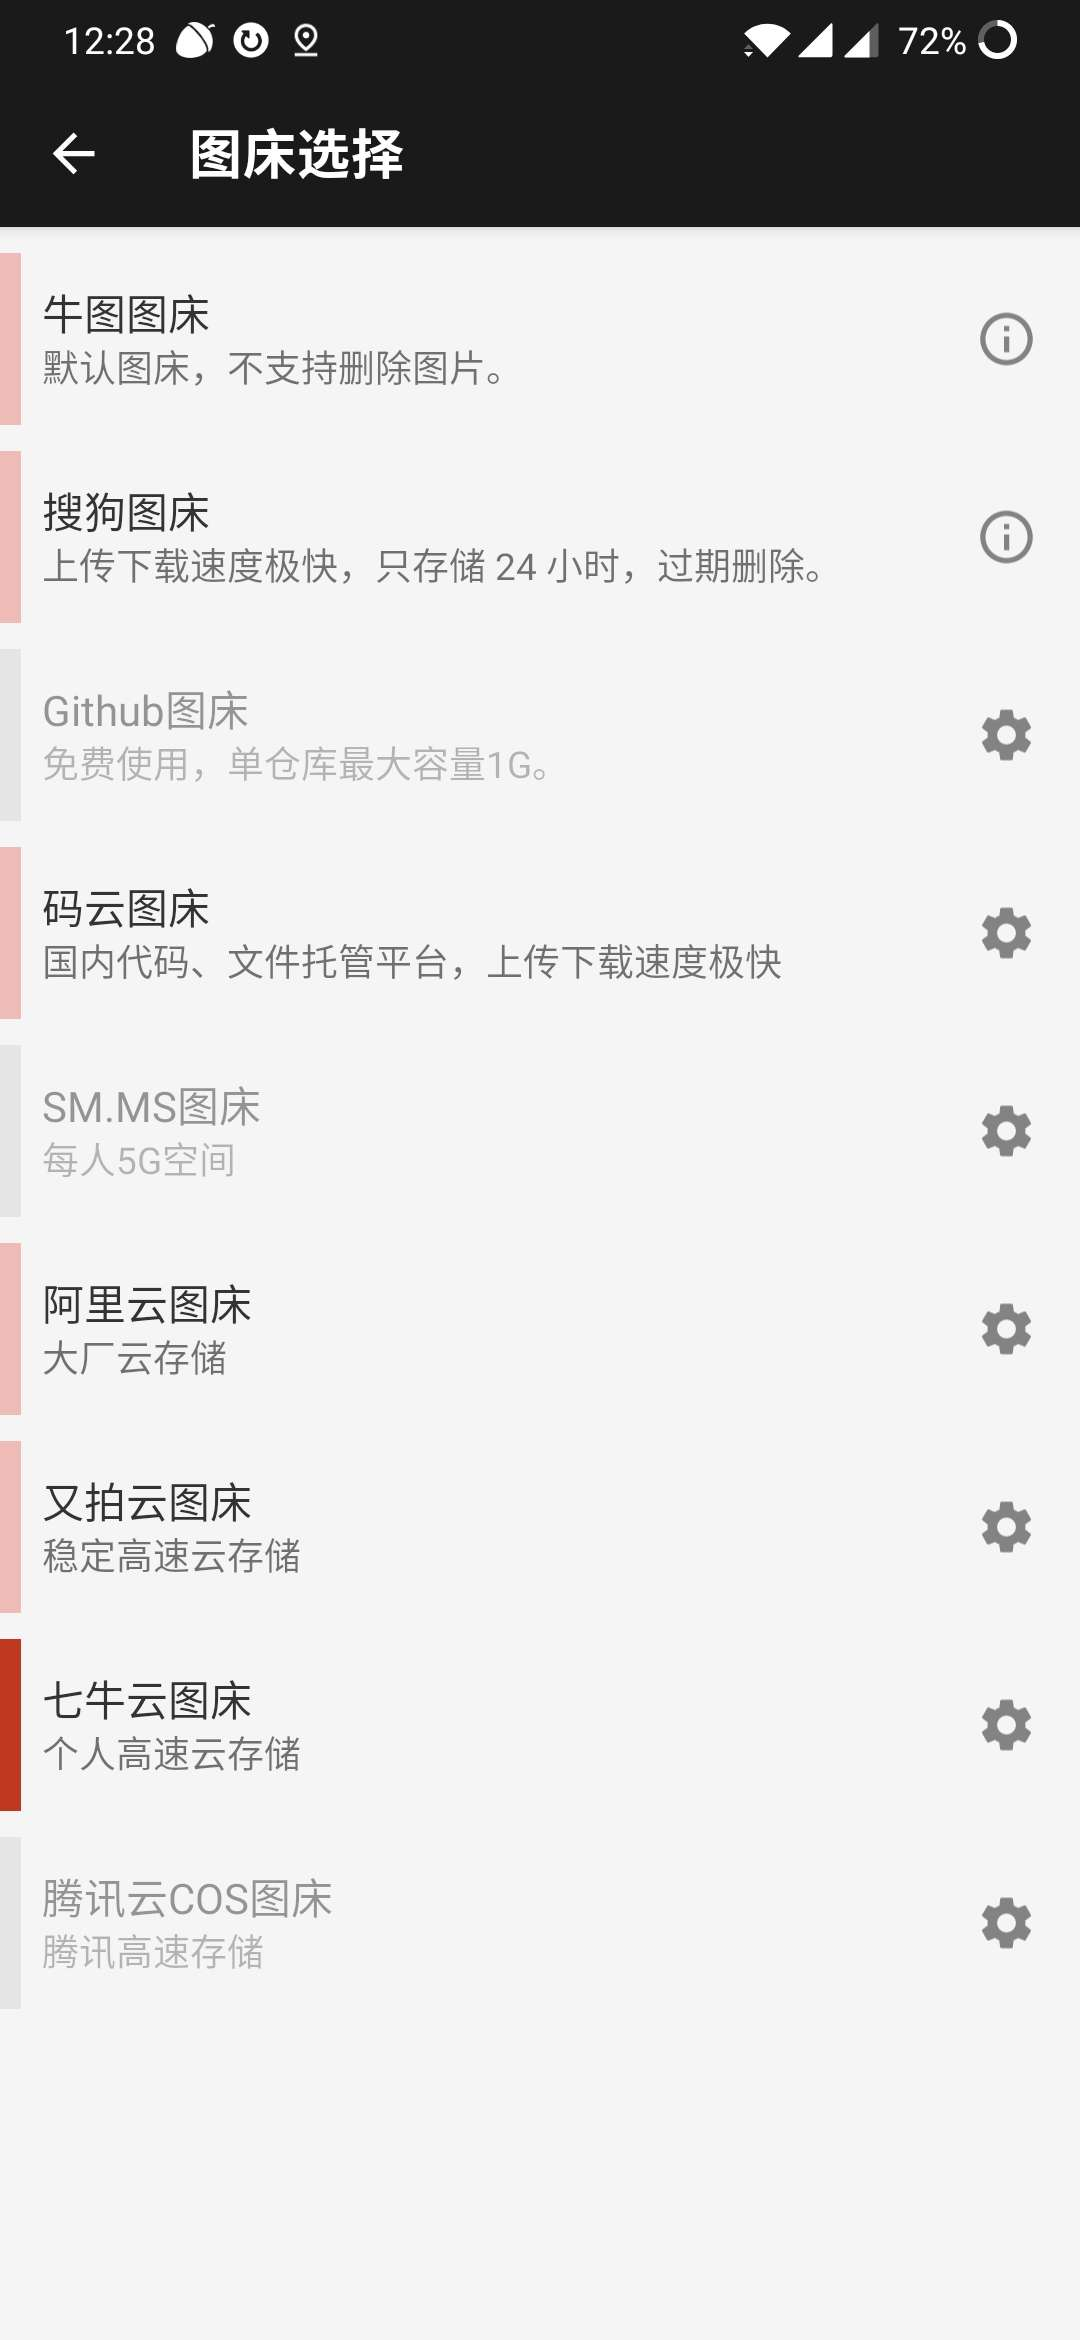 12:28
72%
图床选择
牛图图床
默认图床，不支持删除图片。
搜狗图床
上传下载速度极快，只存储 24 小时，过期删除。
Github图床
免费使用，单仓库最大容量1G。
码云图床
国内代码、文件托管平台，上传下载速度极快
SM.MS图床
每人5G空间
阿里云图床
大厂云存储
又拍云图床
稳定高速云存储
七牛云图床
个人高速云存储
腾讯云COS图床
腾讯高速存储